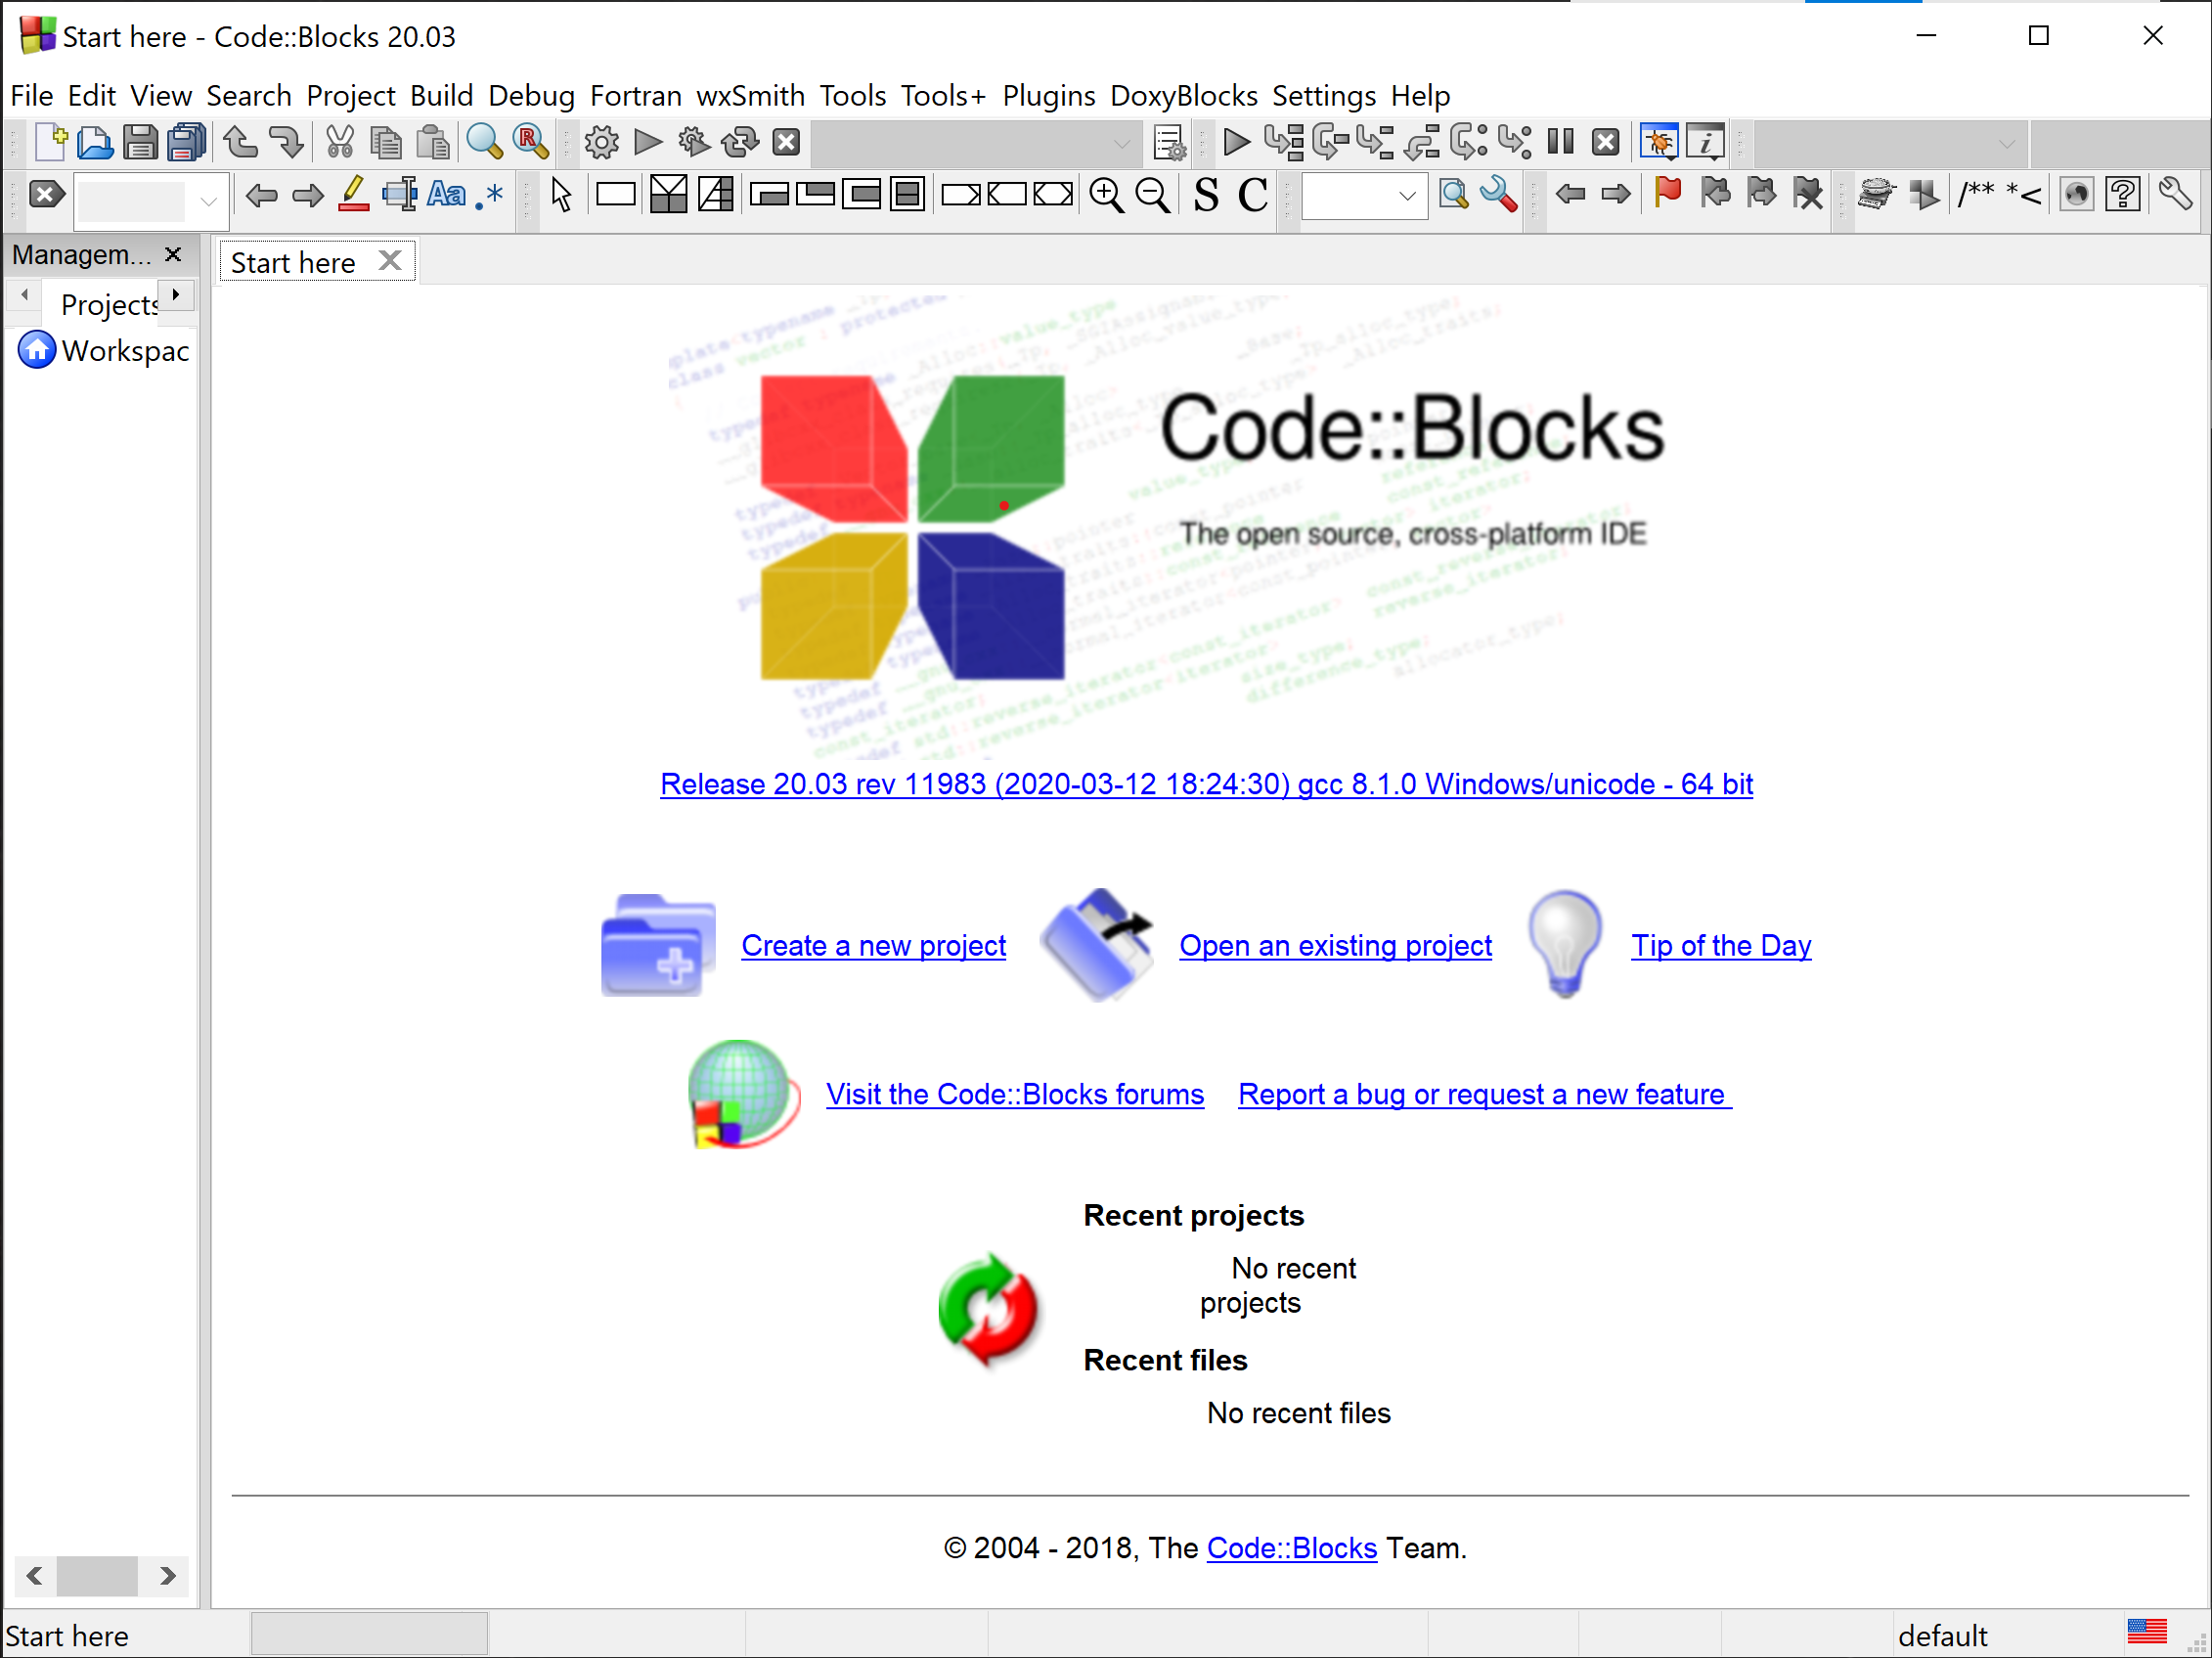 Start here - Code::Blocks 20.03
File Edit View Search Project Build Debug Fortran wxSmith Tools Tools+ Plugins DoxyBlocks Settings Help
Aa .*
S C
/** *<
Managem...
Start here
Projects
Workspac
Code::Blocks
The open source, cross-platform IDE
Release 20.03 rev 11983 (2020-03-12 18:24:30) gcc 8.1.0 Windows/unicode - 64 bit
Create a new project
Open an existing project
Tip of the Day
Visit the Code::Blocks forums
Report a bug or request a new feature
Recent projects
No recent
projects
Recent files
No recent files
© 2004 - 2018, The Code::Blocks Team.
Start here
default